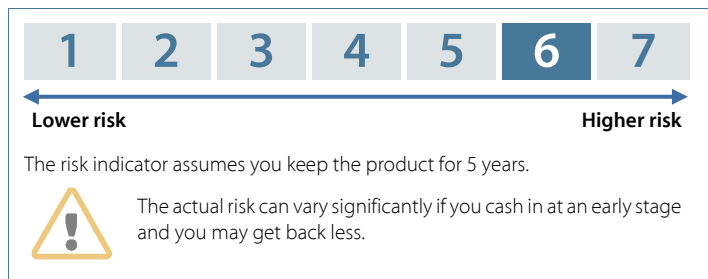 1 2 3 4 5 6 7
Lower risk Higher risk
The risk indicator assumes you keep the product for 5 years.
The actual risk can vary significantly if you cash in at an early stage
and you may get back less.